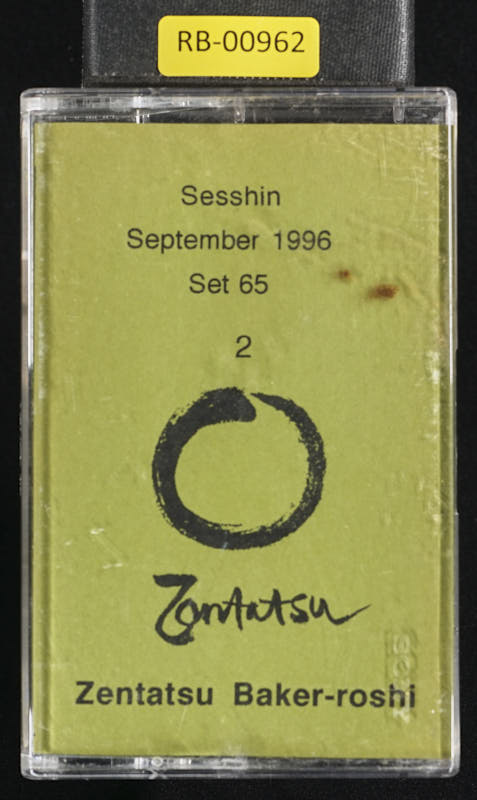 RB-00962
Sesshin
September 1996
Set 65
2
Zentatsu
Zentatsu Baker-roshi